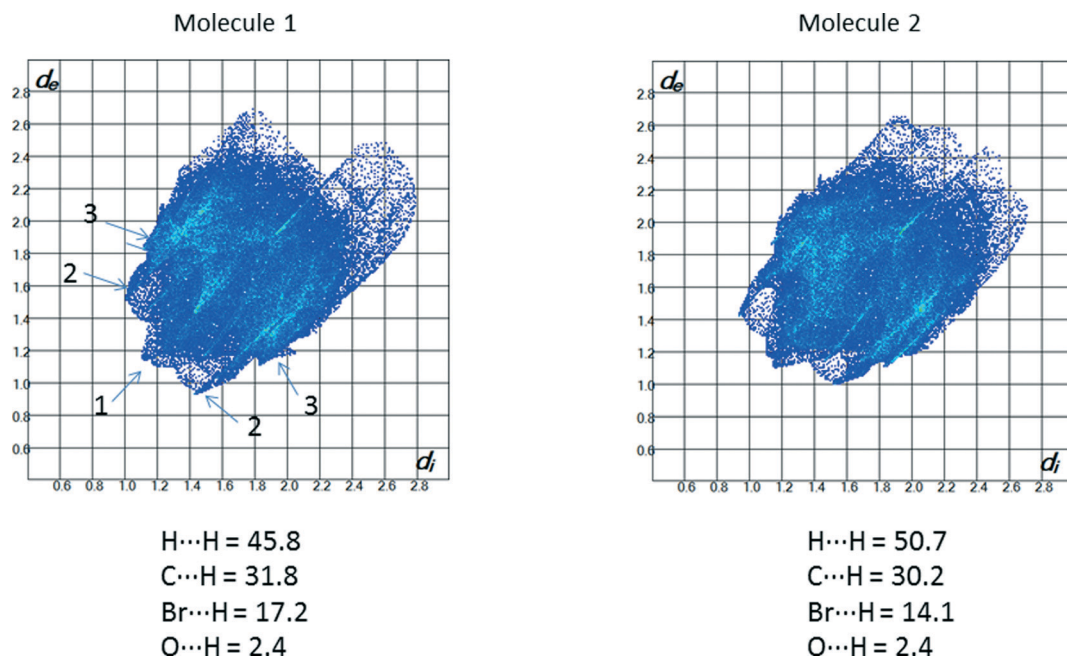 Molecule 1
Molecule 2
de
2.8
2.6
2.4
2.2
2.0
1.8
1.6
1.4
1.2
1.0
0.8
0.6
3
2
1
2
3
di
0.6 0.8 1.0 1.2 1.4 1.6 1.8 2.0 2.2 2.4 2.6 2.8
de
2.8
2.6
2.4
2.2
2.0
1.8
1.6
1.4
1.2
1.0
0.8
0.6
di
0.6 0.8 1.0 1.2 1.4 1.6 1.8 2.0 2.2 2.4 2.6 2.8
H···H = 45.8
C···H = 31.8
Br···H = 17.2
O···H = 2.4
H···H = 50.7
C···H = 30.2
Br···H = 14.1
O···H = 2.4